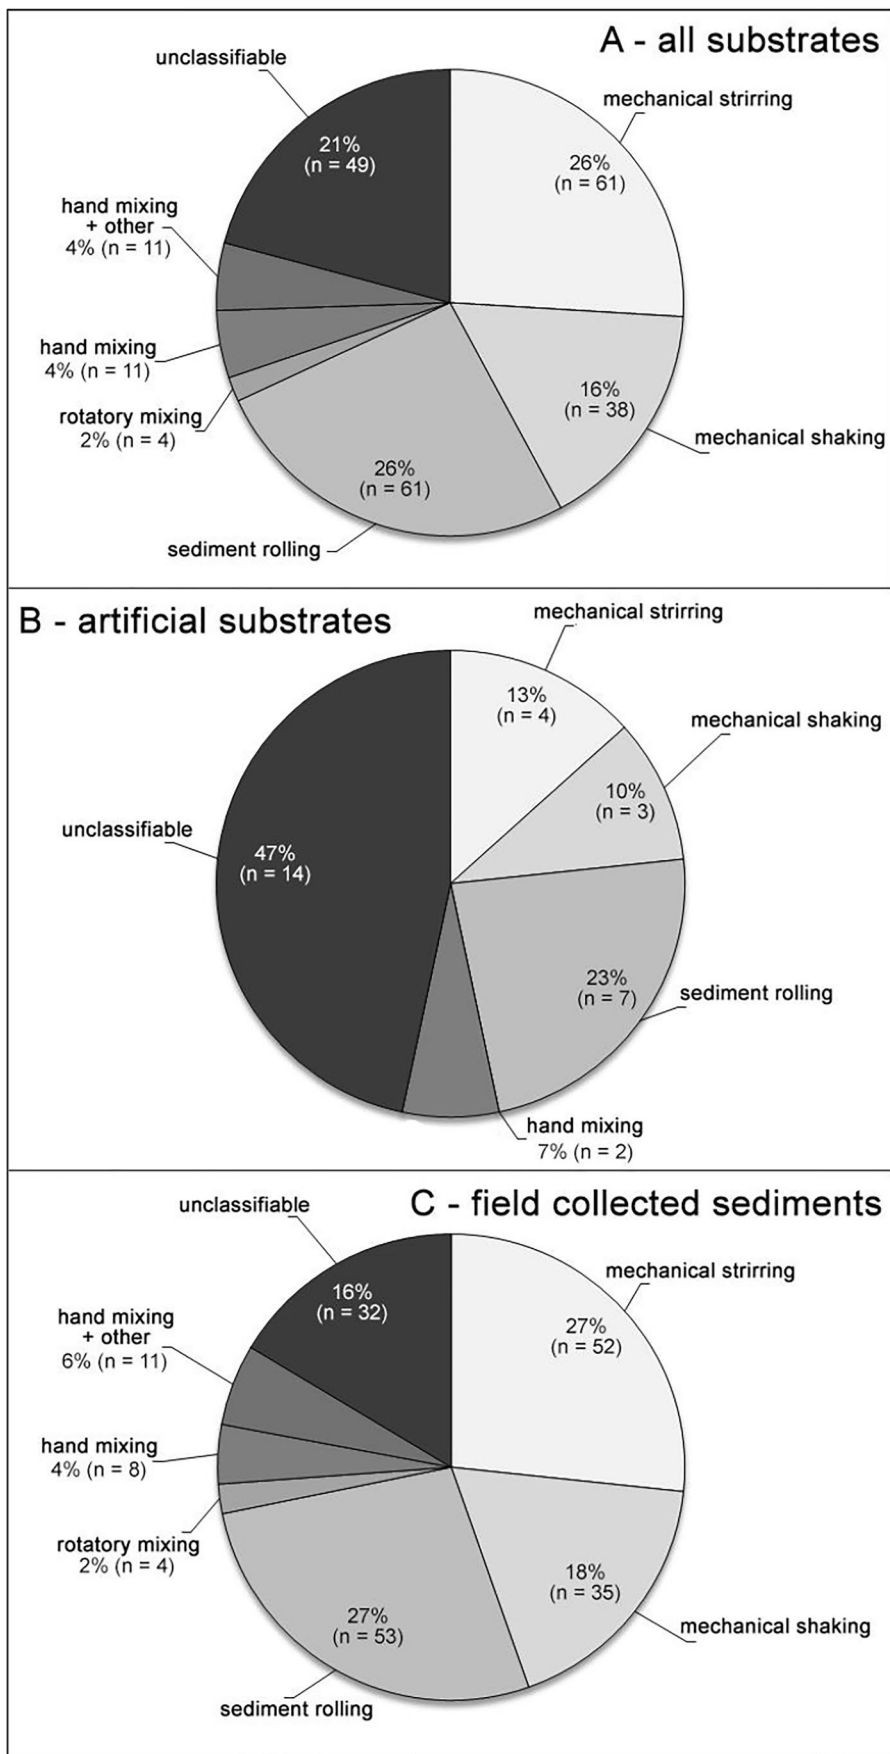 A - all substrates
unclassifiable
mechanical strirring
21%
(n = 49)
26%
(n = 61)
hand mixing
+ other
4% (n = 11)
hand mixing
4% (n = 11)
16%
(n = 38)
rotatory mixing
2% (n = 4)
mechanical shaking
26%
(n = 61)
sediment rolling
B - artificial substrates
mechanical strirring
13%
(n = 4)
mechanical shaking
10%
(n = 3)
unclassifiable
47%
(n = 14)
23%
(n = 7)
sediment rolling
hand mixing
7% (n = 2)
C - field collected sediments
unclassifiable
mechanical strirring
16%
(n = 32)
27%
(n = 52)
hand mixing
+ other
6% (n = 11)
hand mixing
4% (n = 8)
rotatory mixing
2% (n = 4)
18%
(n = 35)
27%
(n = 53)
mechanical shaking
sediment rolling